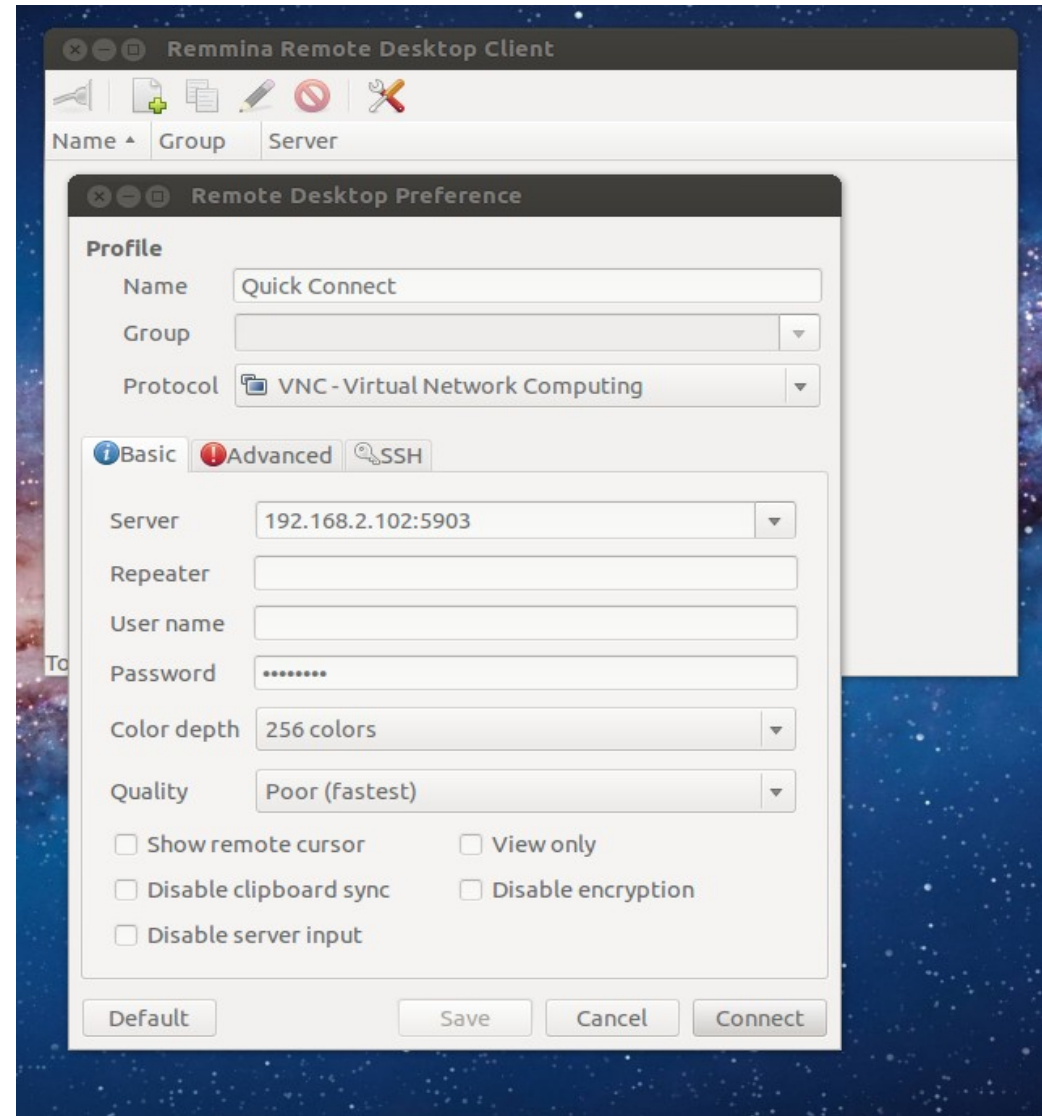 Remmina Remote Desktop Client
Name Group Server
Remote Desktop Preference
Profile
Name Quick Connect
Group
Protocol VNC - Virtual Network Computing
Basic Advanced SSH
Server 192.168.2.102:5903
Repeater
User name
To
Password ••••••••
Color depth 256 colors
Quality Poor (fastest)
Show remote cursor View only
Disable clipboard sync Disable encryption
Disable server input
Default Save Cancel Connect